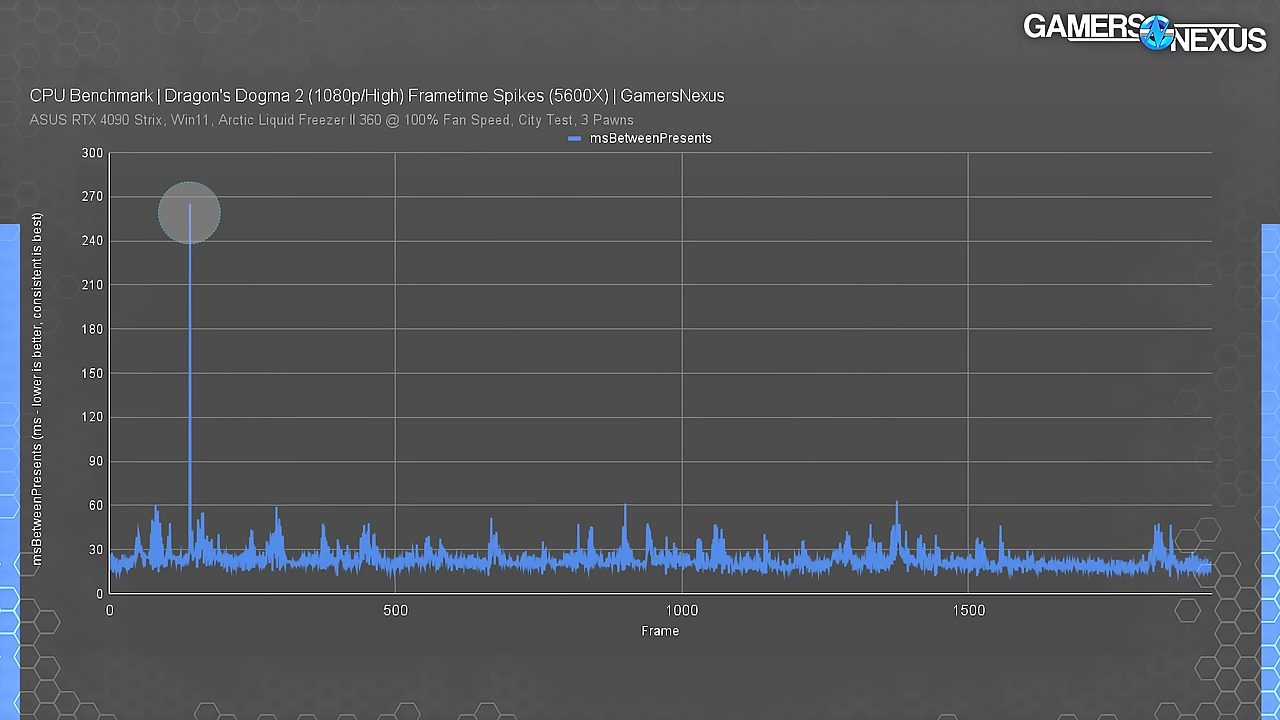 GAMERS NEXUS
CPU Benchmark | Dragon's Dogma 2 (1080p/High) Frametime Spikes (5600X) | GamersNexus
ASUS RTX 4090 Strix, Win11, Arctic Liquid Freezer II 360 @ 100% Fan Speed, City Test, 3 Pawns
msBetweenPresents
msBetweenPresents (ms - lower is better, consistent is best)
300
270
240
210
180
150
120
90
60
30
0
0 500 1000 1500
Frame